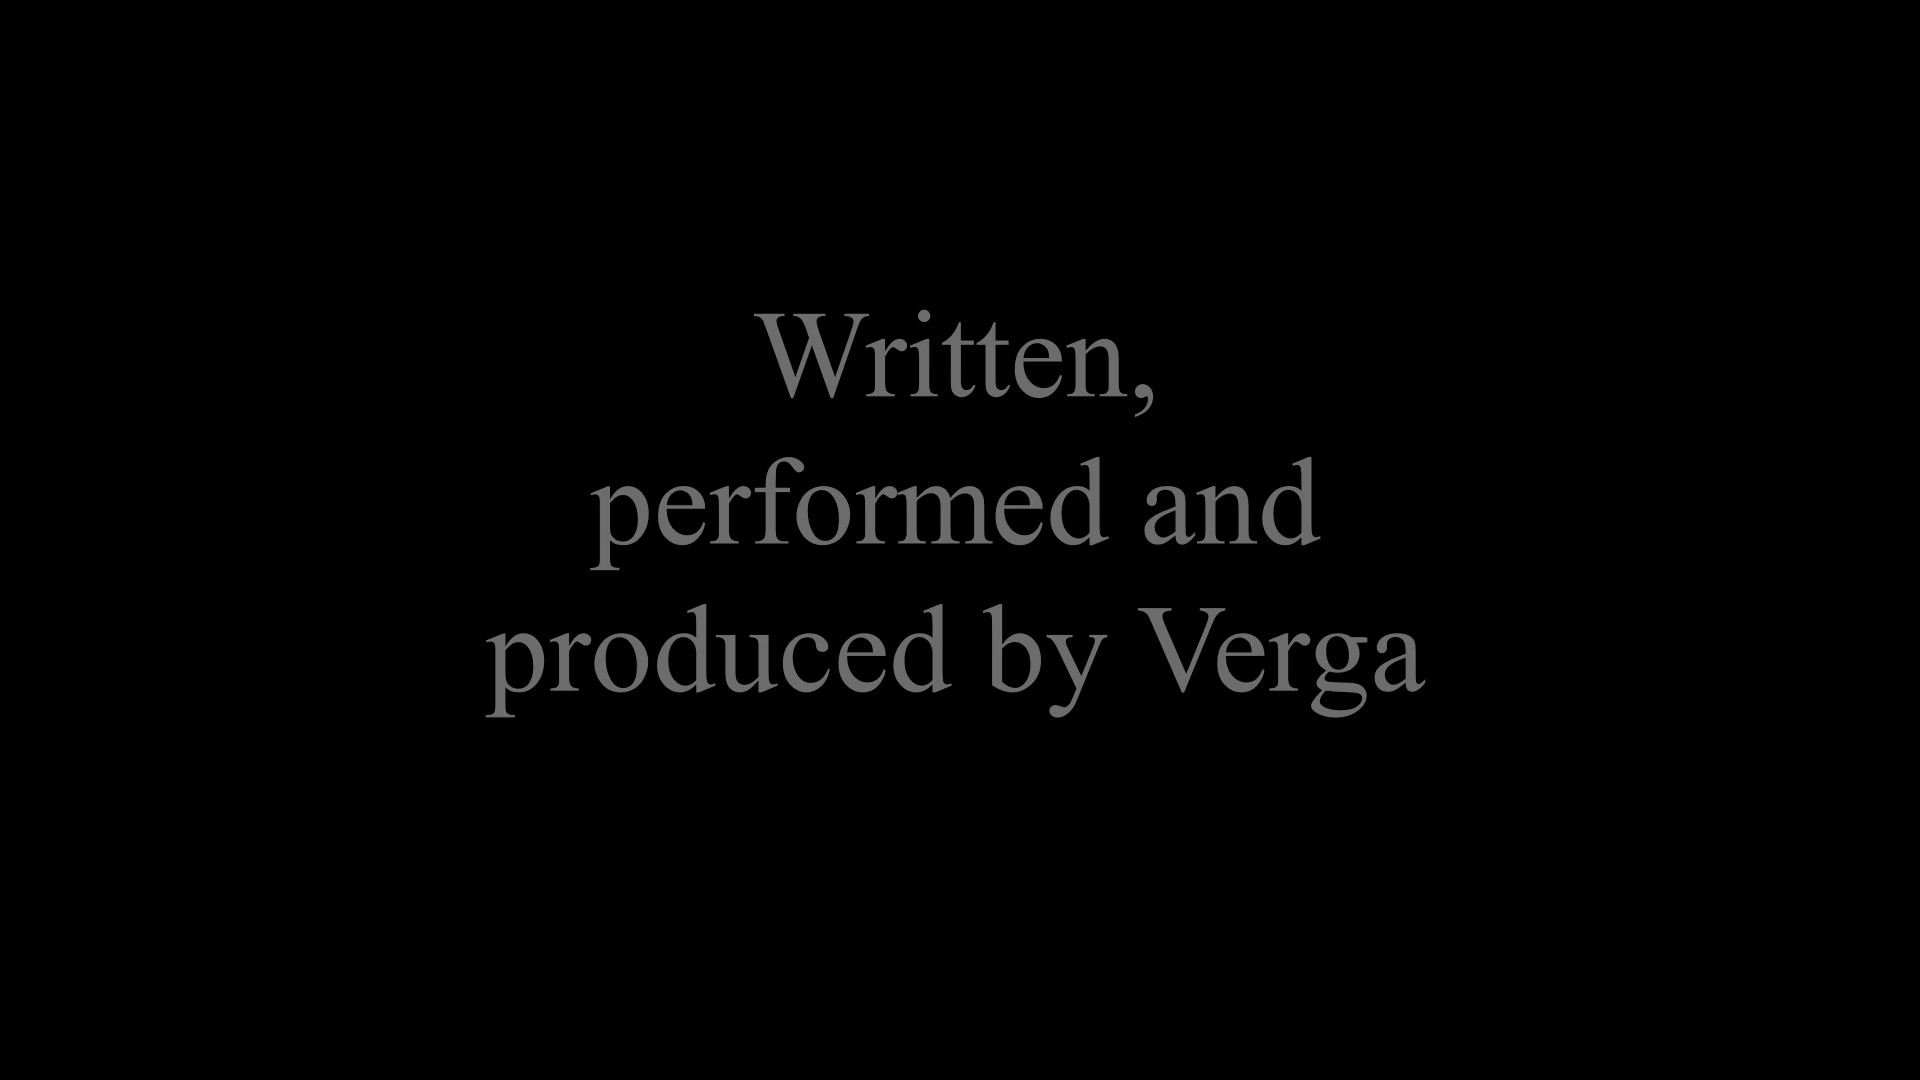 Written,
performed and
produced by Verga